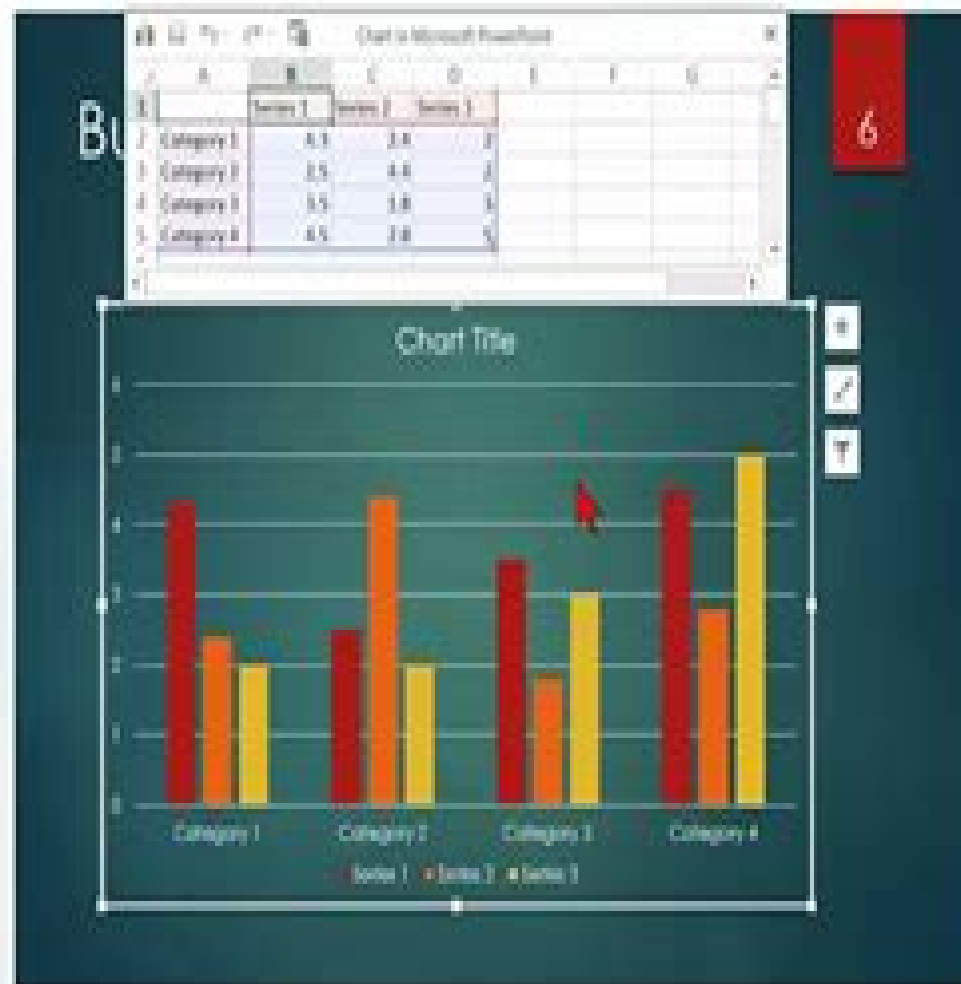 Chart in Microsoft PowerPoint
A B C D E F G
1 Series 1 Series 2 Series 3
2 Category 1 4.3 2.4 2
3 Category 2 2.5 4.4 2
4 Category 3 3.5 1.8 3
5 Category 4 4.5 2.8 5
Bu
6
Chart Title
6
5
4
3
2
1
0
Category 1 Category 2 Category 3 Category 4
Series 1 Series 2 Series 3